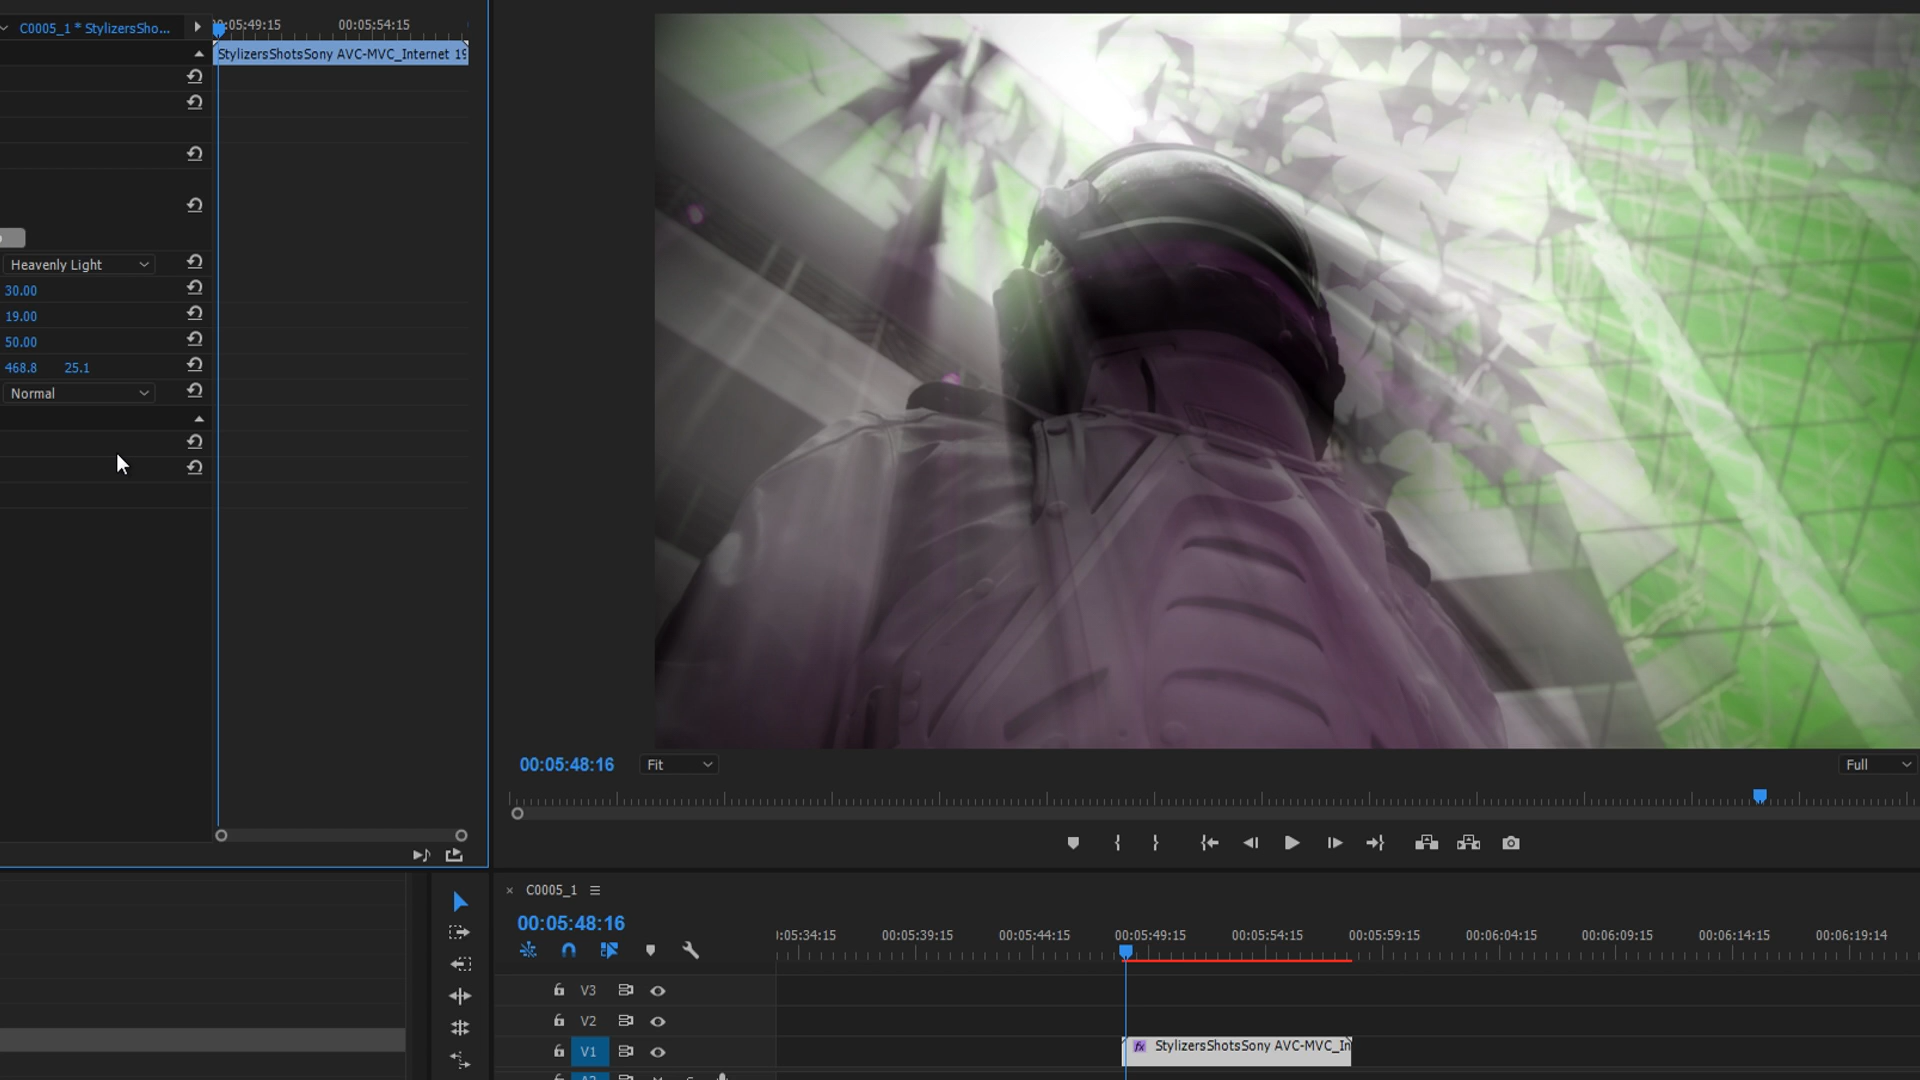 C0005_1 * StylizersSho...
00:05:54:15
StylizersShotsSony AVC-MVC_Internet 19
Heavenly Light
30.00
19.00
50.00
468.8 25.1
Normal
00:05:48:16 Fit Full
C0005_1
00:05:48:16
:05:34:15 00:05:39:15 00:05:44:15 00:05:49:15 00:05:54:15 00:05:59:15 00:06:04:15 00:06:09:15 00:06:14:15 00:06:19:14
V3
V2
V1 fx StylizersShotsSony AVC-MVC_In